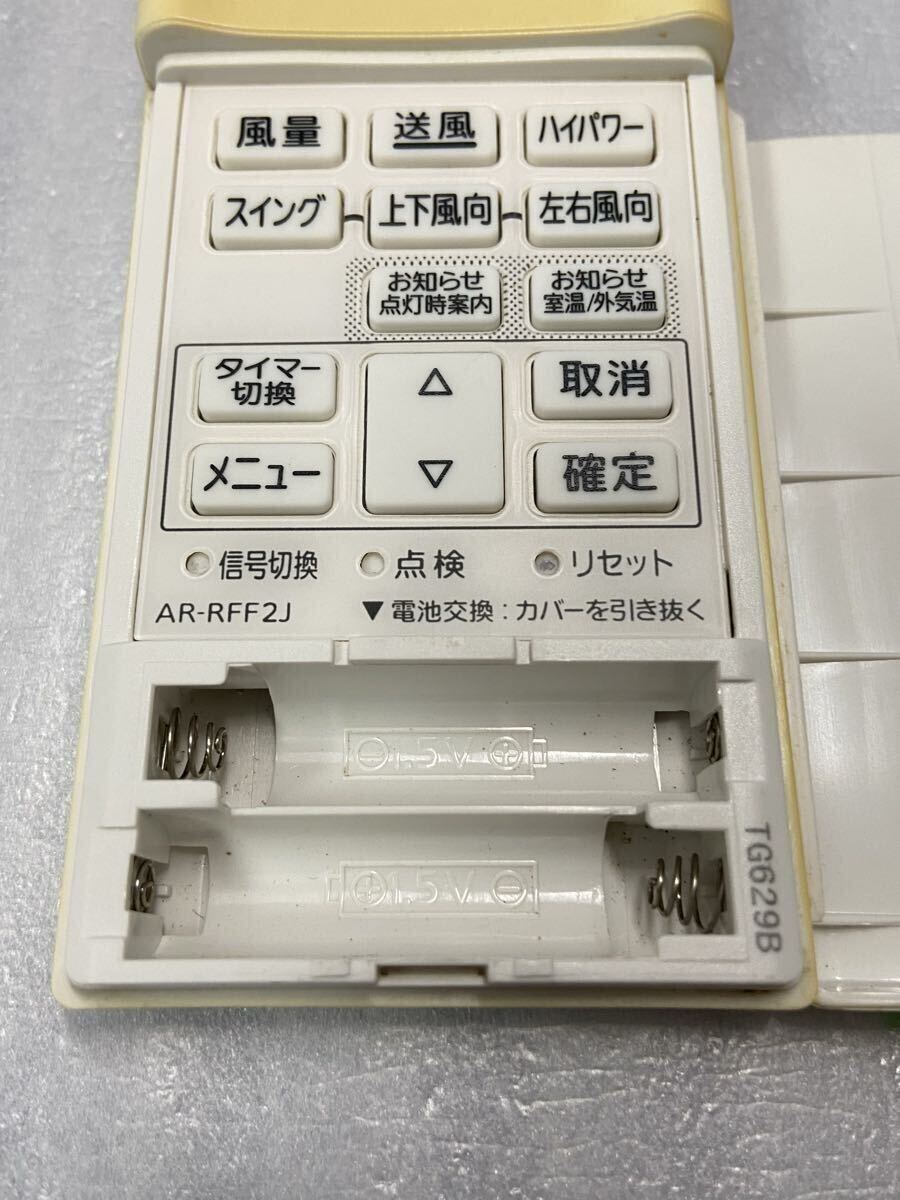 風量 送風 ハイパワー
スイング 上下風向 左右風向
お知らせ お知らせ
点灯時案内 室温/外気温
タイマー △ 取消
切換
メニュー ▽ 確定
信号切換 点検 リセット
AR-RFF2J ▼電池交換:カバーを引き抜く
⊖1.5V⊕
⊕1.5V⊖
TG629B